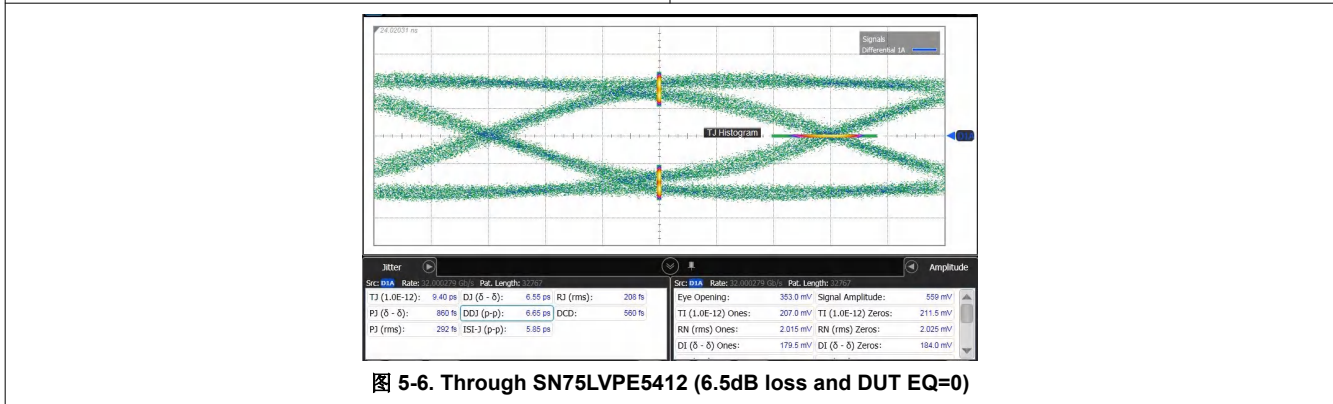 24.02031 ns
Signals
Differential 1A
TJ Histogram
Jitter
Amplitude
Src: D1A Rate: 32.000279 Gb/s Pat. Length: 32767
TJ (1.0E-12): 9.40 ps DJ (δ - δ): 6.55 ps RJ (rms): 208 fs
PJ (δ - δ): 860 fs DDJ (p-p): 6.65 ps DCD: 560 fs
PJ (rms): 292 fs ISI-J (p-p): 5.85 ps
Src: D1A Rate: 32.000279 Gb/s Pat. Length: 32767
Eye Opening: 353.0 mV Signal Amplitude: 559 mV
TI (1.0E-12) Ones: 207.0 mV TI (1.0E-12) Zeros: 211.5 mV
RN (rms) Ones: 2.015 mV RN (rms) Zeros: 2.025 mV
DI (δ - δ) Ones: 179.5 mV DI (δ - δ) Zeros: 184.0 mV
图 5-6. Through SN75LVPE5412 (6.5dB loss and DUT EQ=0)